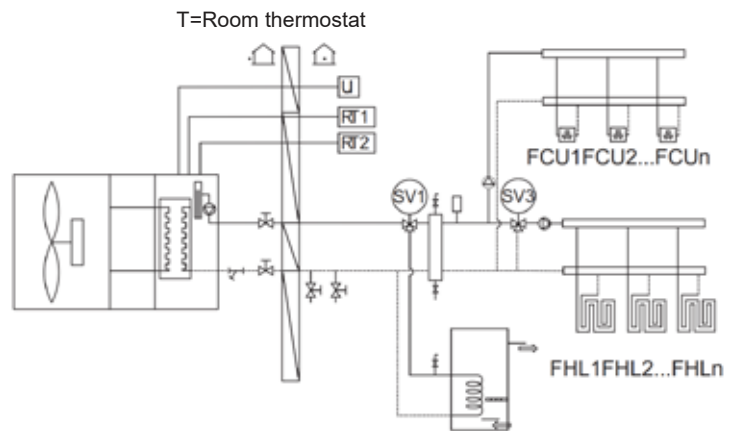 T=Room thermostat
U
RT1
RT2
SV1
SV3
FCU1FCU2...FCUn
FHL1FHL2...FHLn